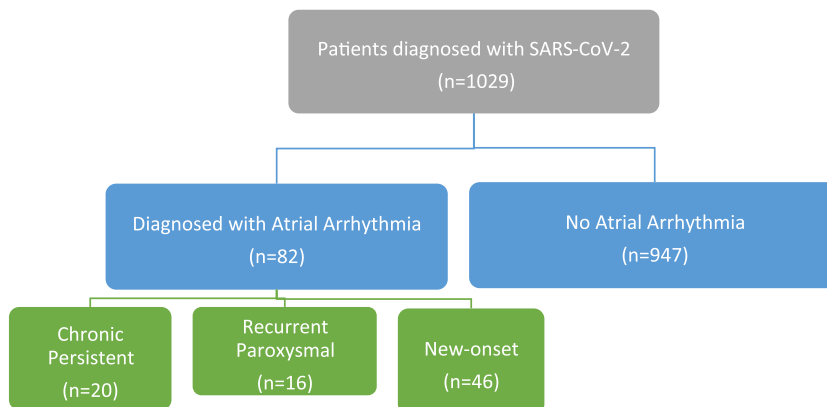 Patients diagnosed with SARS-CoV-2
(n=1029)
Diagnosed with Atrial Arrhythmia
(n=82)
No Atrial Arrhythmia
(n=947)
Chronic
Persistent
(n=20)
Recurrent
Paroxysmal
(n=16)
New-onset
(n=46)